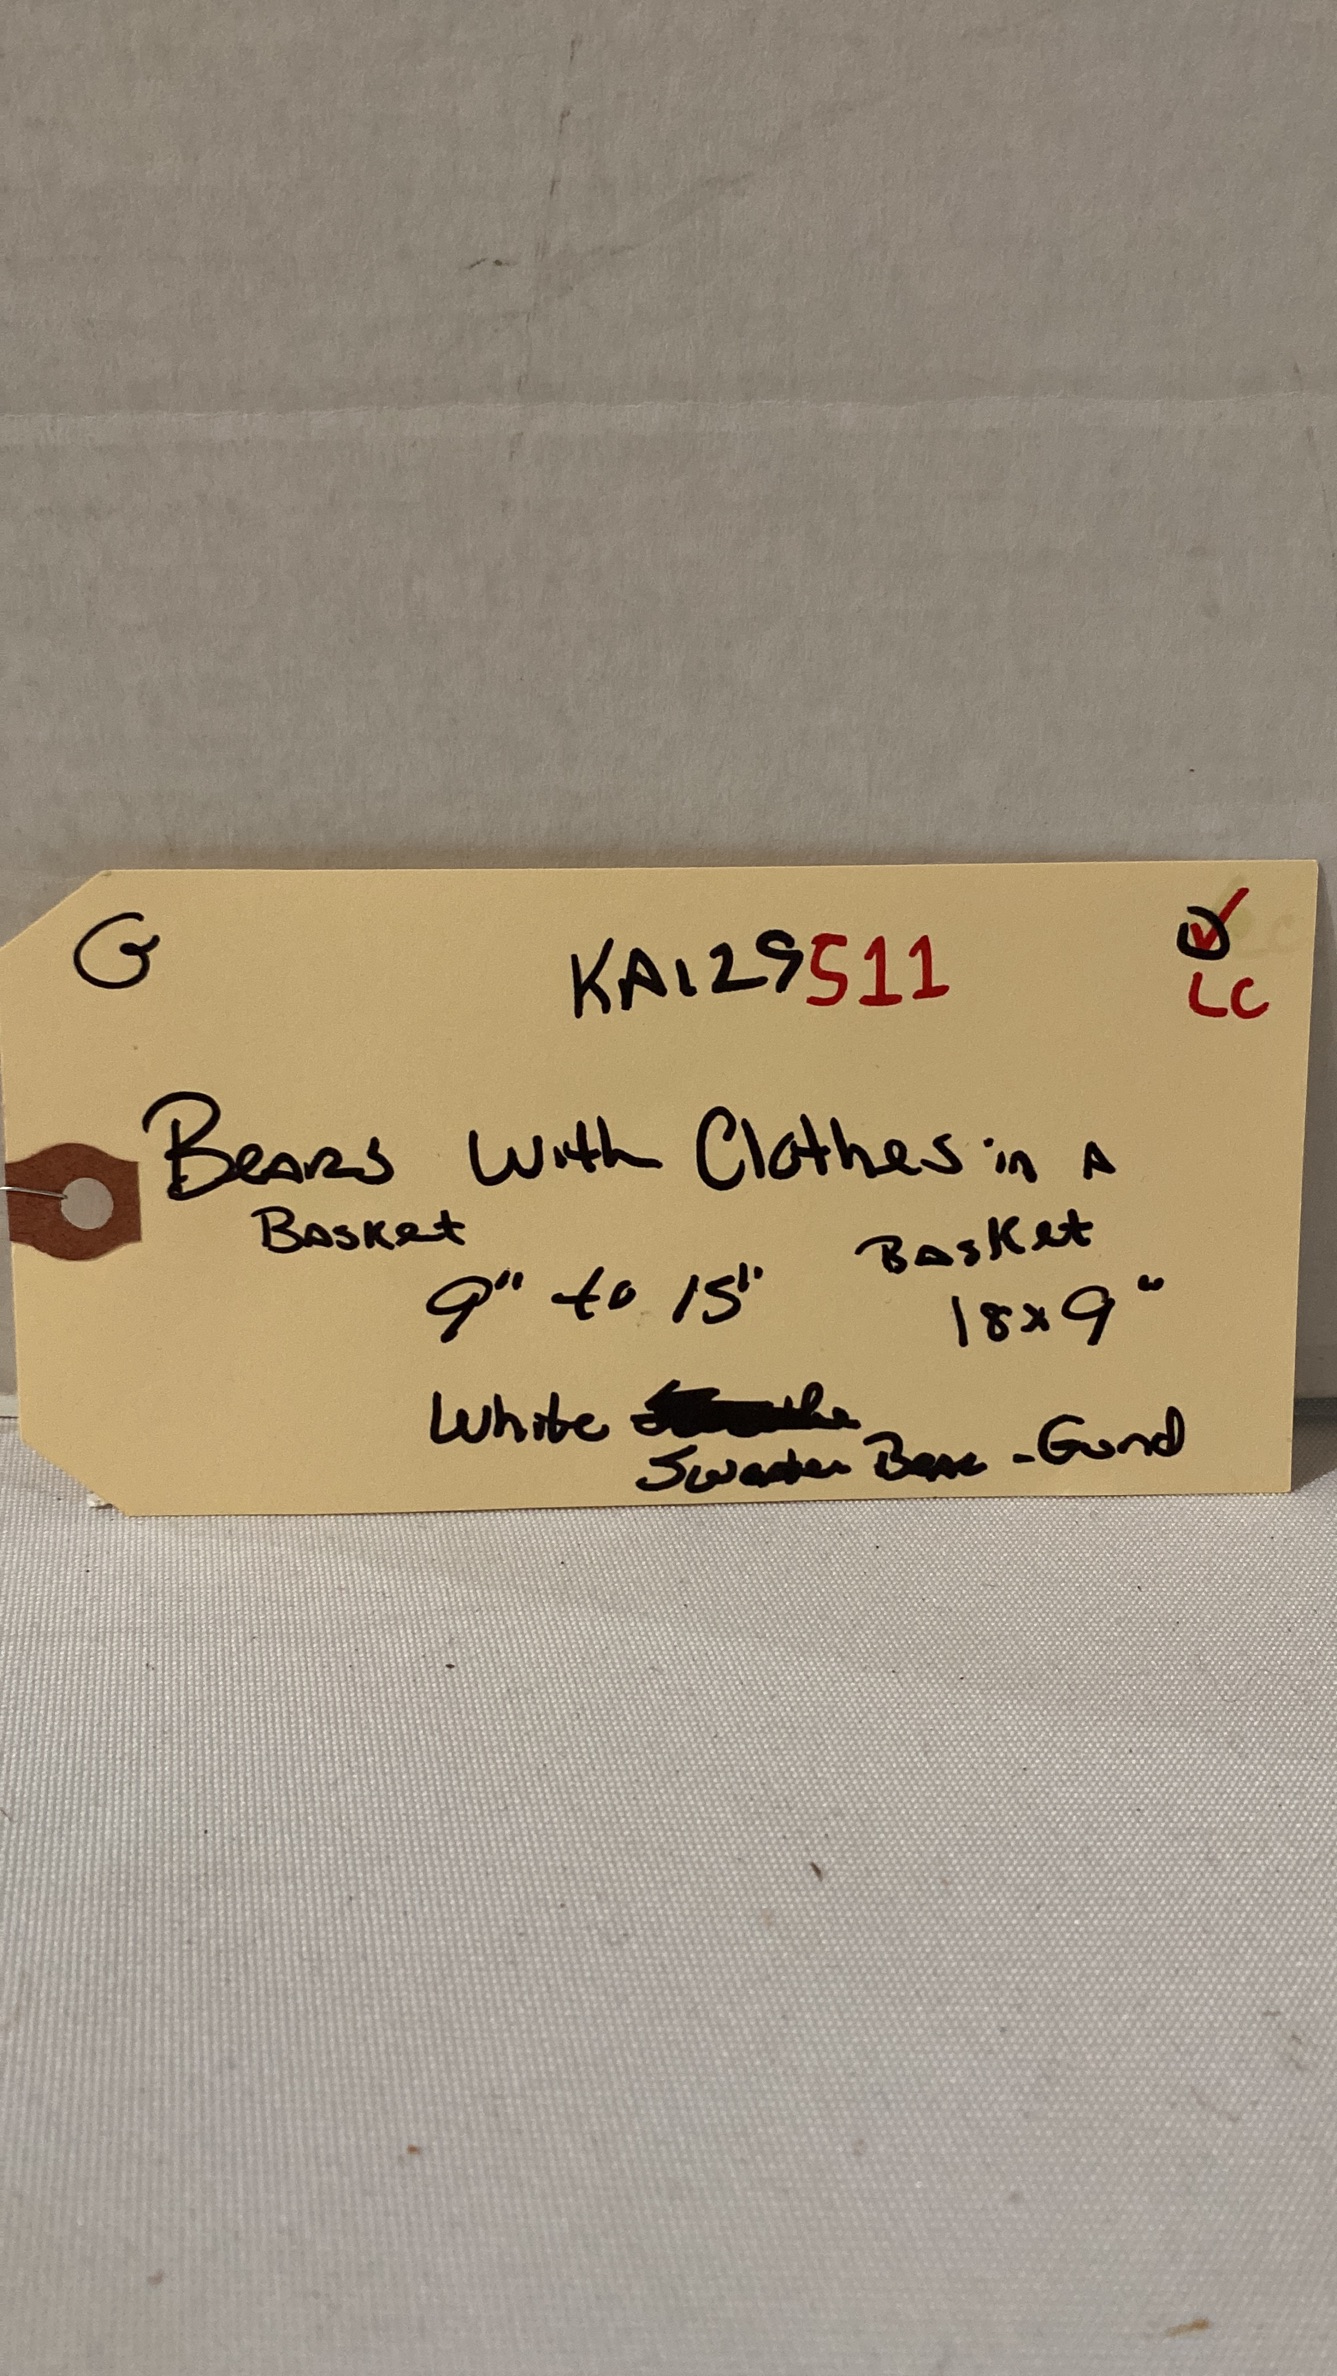 G KA129511
LC
Bears With Clothes in A
Basket
9" to 15"
Basket
18x9"
White
Sweater Bear - Gund